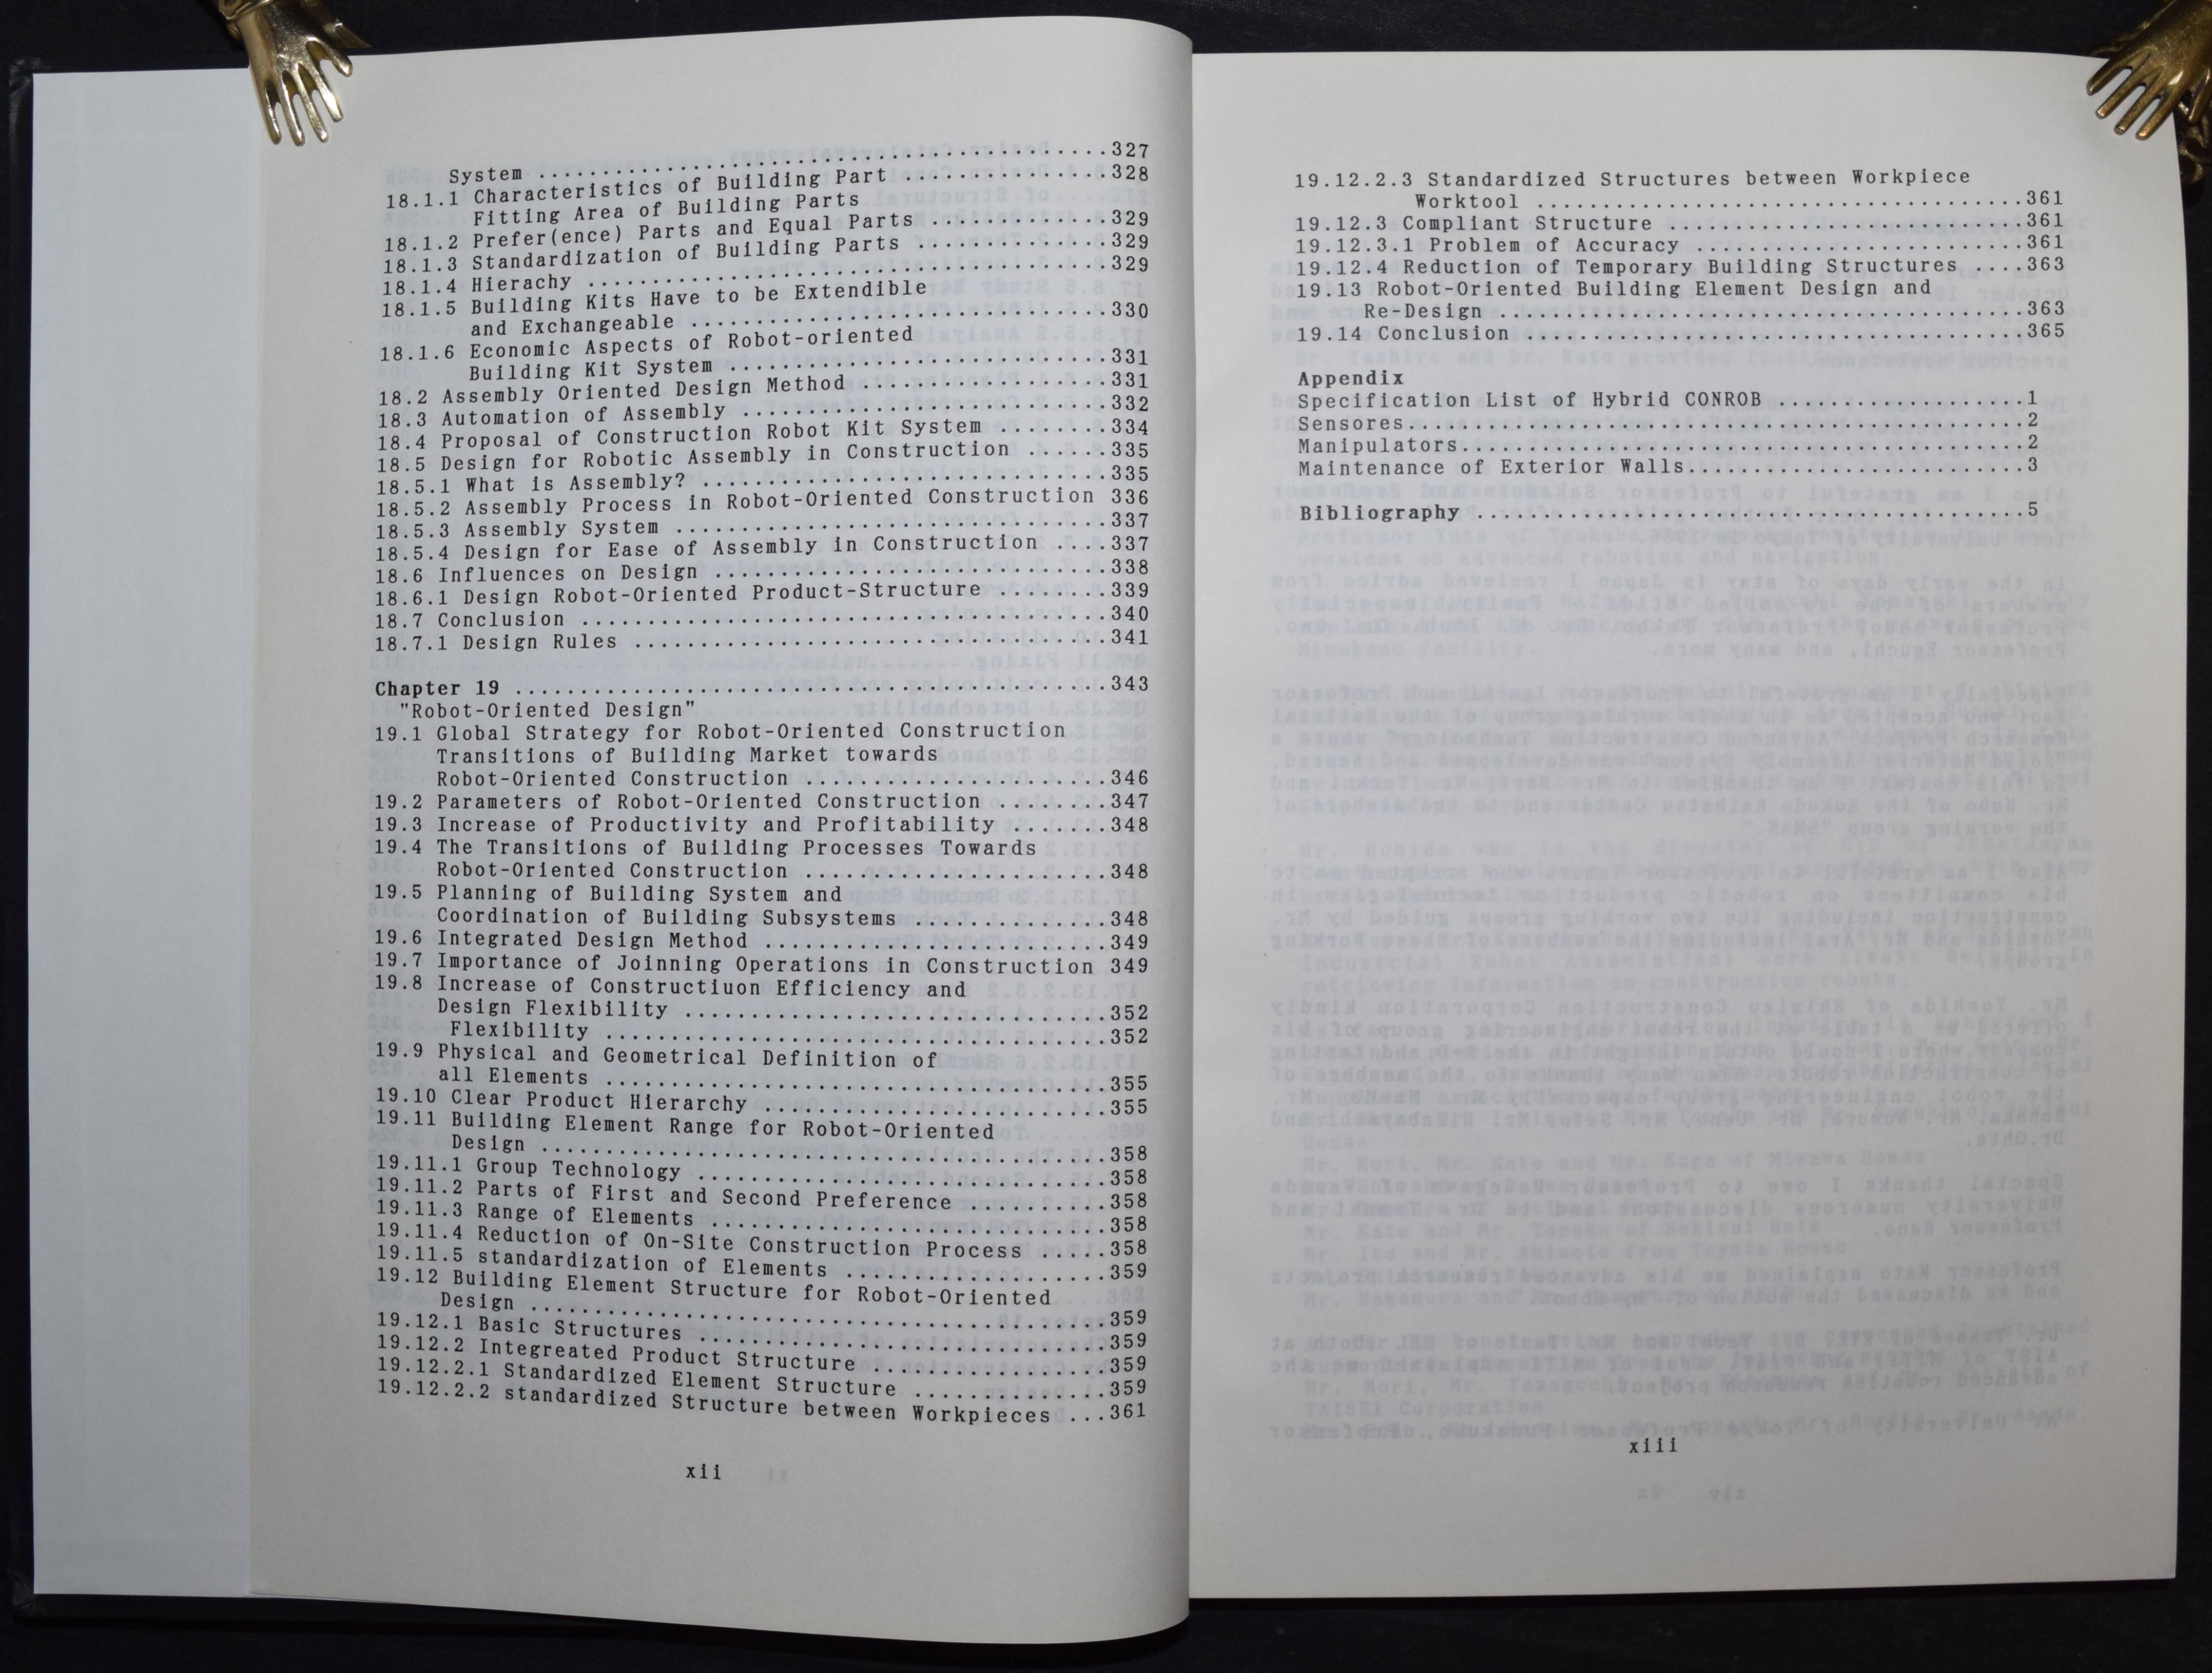 System ............................................327
18.1.1 Characteristics of Building Part ..............328
Fitting Area of Building Parts
18.1.2 Prefer(ence) Parts and Equal Parts ............329
18.1.3 Standardization of Building Parts .............329
18.1.4 Hierachy ......................................329
18.1.5 Building Kits Have to be Extendible
and Exchangeable ..............................330
18.1.6 Economic Aspects of Robot-oriented
Building Kit System ...........................331
18.2 Assembly Oriented Design Method .................331
18.3 Automation of Assembly ..........................332
18.4 Proposal of Construction Robot Kit System ........334
18.5 Design for Robotic Assembly in Construction ......335
18.5.1 What is Assembly? .............................335
18.5.2 Assembly Process in Robot-Oriented Construction 336
18.5.3 Assembly System ...............................337
18.5.4 Design for Ease of Assembly in Construction ....337
18.6 Influences on Design ............................338
18.6.1 Design Robot-Oriented Product-Structure ........339
18.7 Conclusion ......................................340
18.7.1 Design Rules ..................................341
Chapter 19 ...........................................343
"Robot-Oriented Design"
19.1 Global Strategy for Robot-Oriented Construction
Transitions of Building Market towards
Robot-Oriented Construction .....................346
19.2 Parameters of Robot-Oriented Construction ........347
19.3 Increase of Productivity and Profitability .......348
19.4 The Transitions of Building Processes Towards
Robot-Oriented Construction .....................348
19.5 Planning of Building System and
Coordination of Building Subsystems .............348
19.6 Integrated Design Method ........................349
19.7 Importance of Joinning Operations in Construction 349
19.8 Increase of Constructiuon Efficiency and
Design Flexibility ..............................352
Flexibility .....................................352
19.9 Physical and Geometrical Definition of
all Elements ....................................355
19.10 Clear Product Hierarchy ........................355
19.11 Building Element Range for Robot-Oriented
Design .........................................358
19.11.1 Group Technology .............................358
19.11.2 Parts of First and Second Preference ..........358
19.11.3 Range of Elements ............................358
19.11.4 Reduction of On-Site Construction Process .....358
19.11.5 standardization of Elements ..................359
19.12 Building Element Structure for Robot-Oriented
Design .........................................359
19.12.1 Basic Structures .............................359
19.12.2 Integreated Product Structure ................359
19.12.2.1 Standardized Element Structure .............359
19.12.2.2 standardized Structure between Workpieces ...361
xii
19.12.2.3 Standardized Structures between Workpiece
Worktool .....................................361
19.12.3 Compliant Structure ..........................361
19.12.3.1 Problem of Accuracy ........................361
19.12.4 Reduction of Temporary Building Structures ....363
19.13 Robot-Oriented Building Element Design and
Re-Design ........................................363
19.14 Conclusion .....................................365
Appendix
Specification List of Hybrid CONROB ...................1
Sensores...............................................2
Manipulators...........................................2
Maintenance of Exterior Walls..........................3
Bibliography ..........................................5
xiii